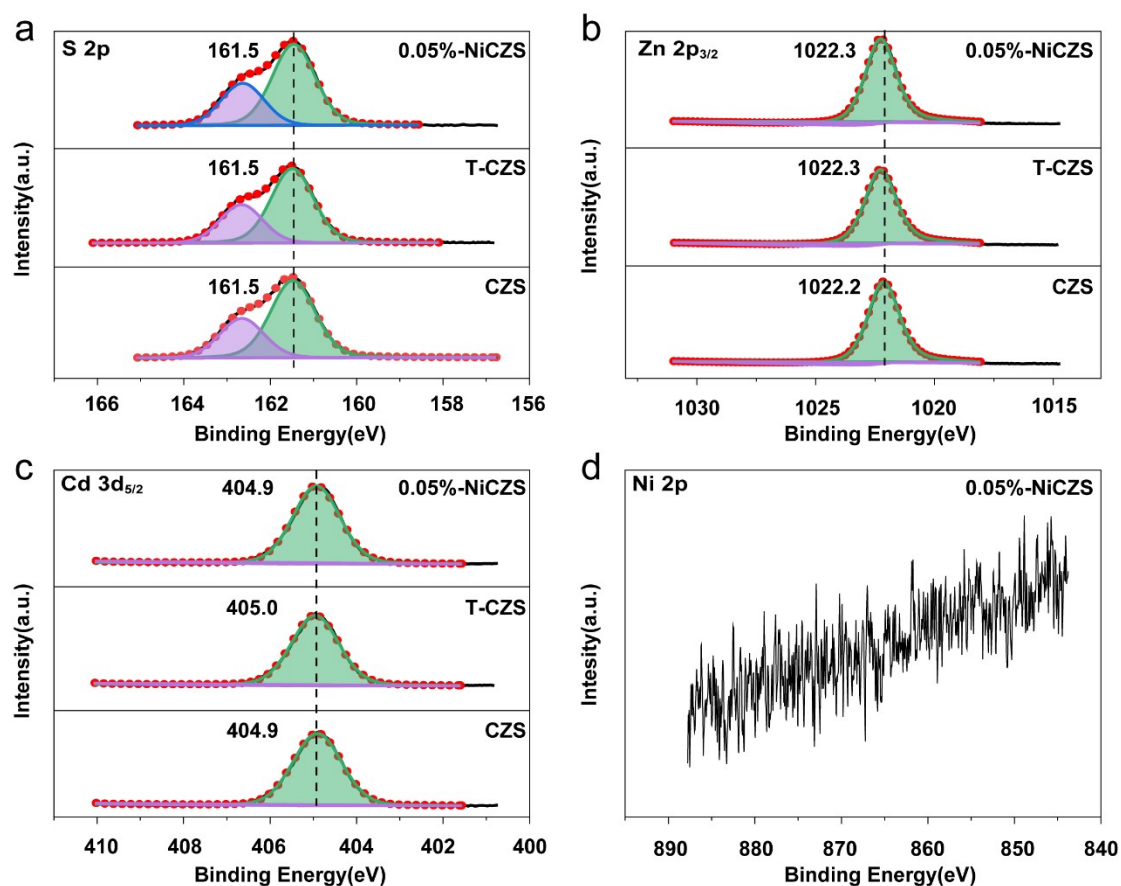 a
S 2p
161.5
0.05%-NiCZS
161.5
T-CZS
161.5
CZS
Intensity(a.u.)
166 164 162 160 158 156
Binding Energy(eV)
b
Zn 2p3/2
1022.3
0.05%-NiCZS
1022.3
T-CZS
1022.2
CZS
Intensity(a.u.)
1030 1025 1020 1015
Binding Energy(eV)
c
Cd 3d5/2
404.9
0.05%-NiCZS
405.0
T-CZS
404.9
CZS
Intensity(a.u.)
410 408 406 404 402 400
Binding Energy(eV)
d
Ni 2p
0.05%-NiCZS
Intesity(a.u.)
890 880 870 860 850 840
Binding Energy(eV)